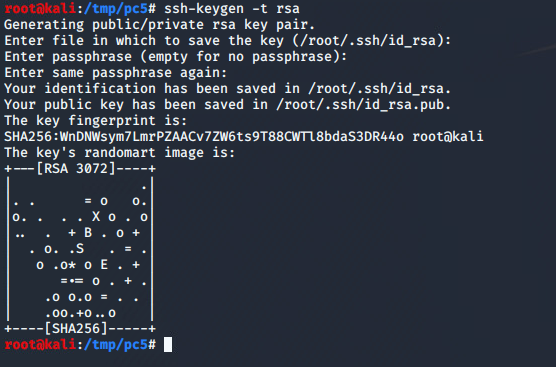 root@kali:/tmp/pc5# ssh-keygen -t rsa
Generating public/private rsa key pair.
Enter file in which to save the key (/root/.ssh/id_rsa):
Enter passphrase (empty for no passphrase):
Enter same passphrase again:
Your identification has been saved in /root/.ssh/id_rsa.
Your public key has been saved in /root/.ssh/id_rsa.pub.
The key fingerprint is:
SHA256:WnDNWsym7LmrPZAACv7ZW6ts9T88CWTl8bdaS3DR44o root@kali
The key's randomart image is:
+---[RSA 3072]----+
|                .|
|. .      = o   o.|
|o. .  . . X o . o|
|..  .  + B . o + |
|  . o. .S   . = .|
|   o .o* o E . + |
|      =+= o . + .|
|    .o o.o = . . |
|    .oo.+o..o    |
+----[SHA256]-----+
root@kali:/tmp/pc5#